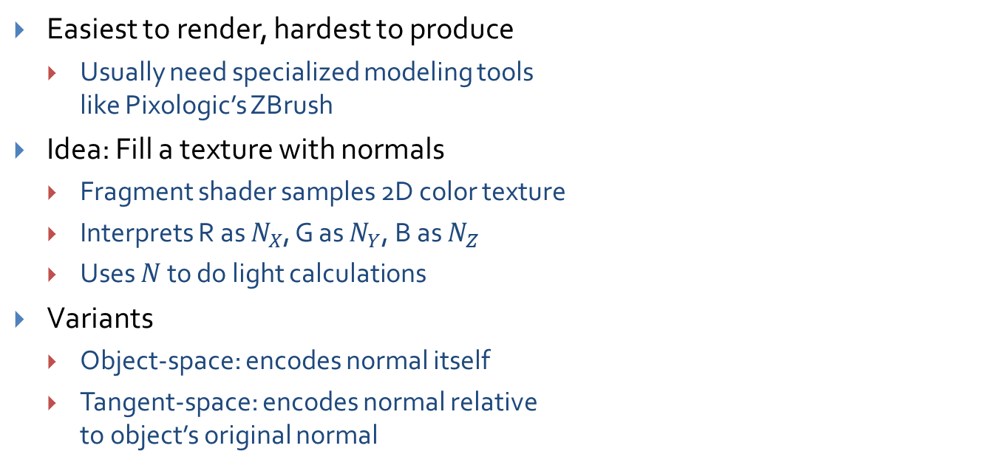 Easiest to render, hardest to produce
Usually need specialized modeling tools
like Pixologic’s ZBrush
Idea: Fill a texture with normals
Fragment shader samples 2D color texture
Interprets R as N_X, G as N_Y, B as N_Z
Uses N to do light calculations
Variants
Object-space: encodes normal itself
Tangent-space: encodes normal relative
to object’s original normal